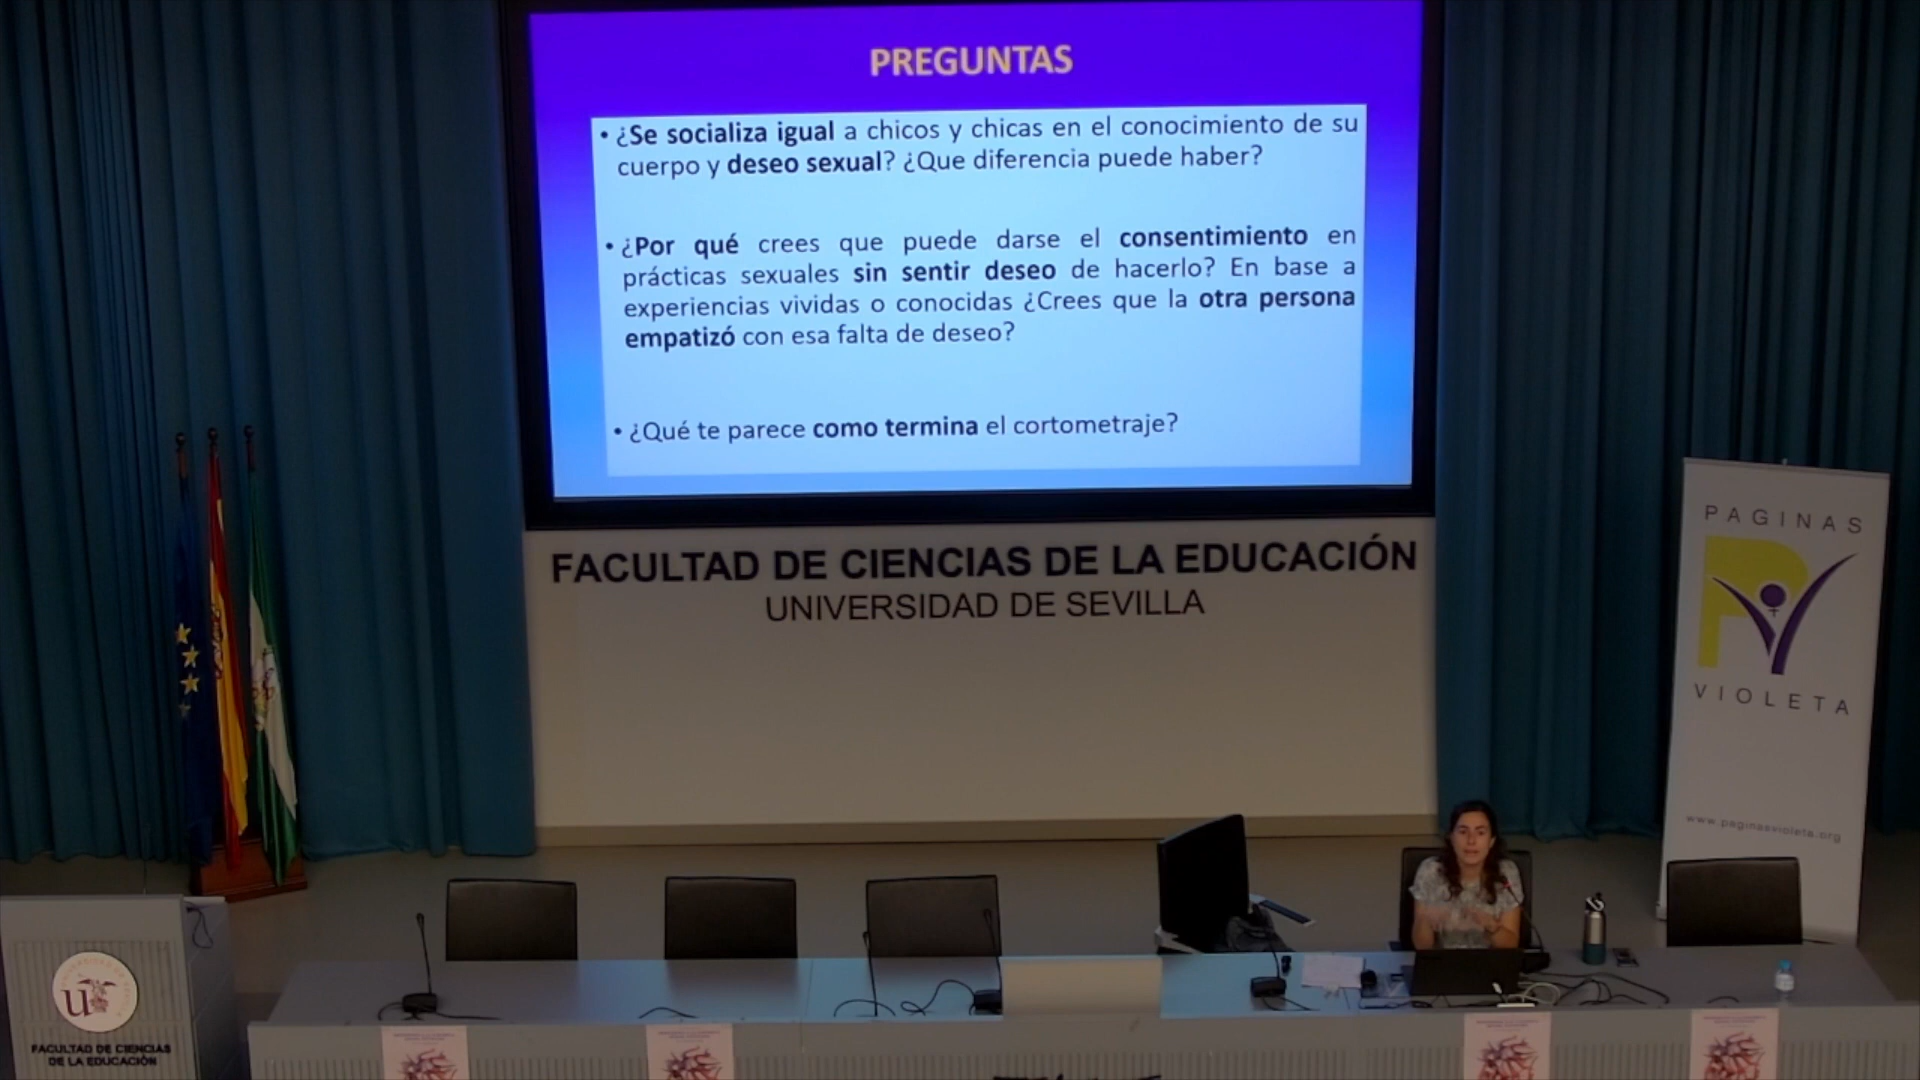 PREGUNTAS
• ¿Se socializa igual a chicos y chicas en el conocimiento de su
cuerpo y deseo sexual? ¿Que diferencia puede haber?
• ¿Por qué crees que puede darse el consentimiento en
prácticas sexuales sin sentir deseo de hacerlo? En base a
experiencias vividas o conocidas ¿Crees que la otra persona
empatizó con esa falta de deseo?
• ¿Qué te parece como termina el cortometraje?
FACULTAD DE CIENCIAS DE LA EDUCACIÓN
UNIVERSIDAD DE SEVILLA
PAGINAS
VIOLETA
www.paginasvioleta.org
FACULTAD DE CIENCIAS
DE LA EDUCACIÓN